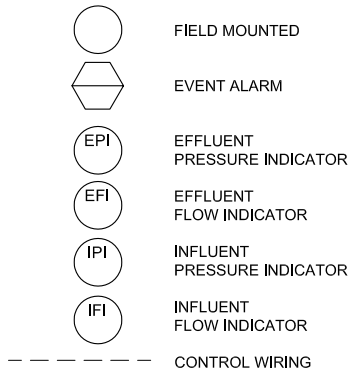 FIELD MOUNTED
EVENT ALARM
EPI
EFFLUENT
PRESSURE INDICATOR
EFI
EFFLUENT
FLOW INDICATOR
IPI
INFLUENT
PRESSURE INDICATOR
IFI
INFLUENT
FLOW INDICATOR
CONTROL WIRING